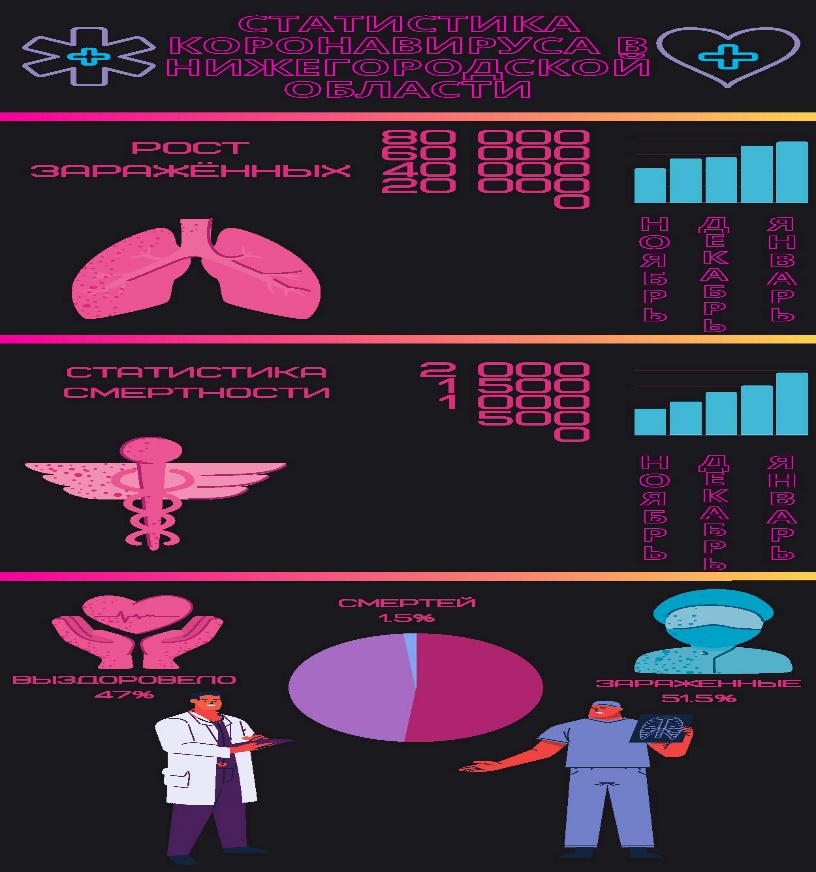 СТАТИСТИКА
КОРОНАВИРУСА В
НИЖЕГОРОДСКОЙ
ОБЛАСТИ
РОСТ
ЗАРАЖЁННЫХ
80 000
60 000
40 000
20 000
0
НОЯБРЬ
ДЕКАБРЬ
ЯНВАРЬ
СТАТИСТИКА
СМЕРТНОСТИ
2 000
1 500
1 000
500
0
НОЯБРЬ
ДЕКАБРЬ
ЯНВАРЬ
СМЕРТЕЙ
1.5%
ВЫЗДОРОВЕЛО
47%
ЗАРАЖЕННЫЕ
51.5%